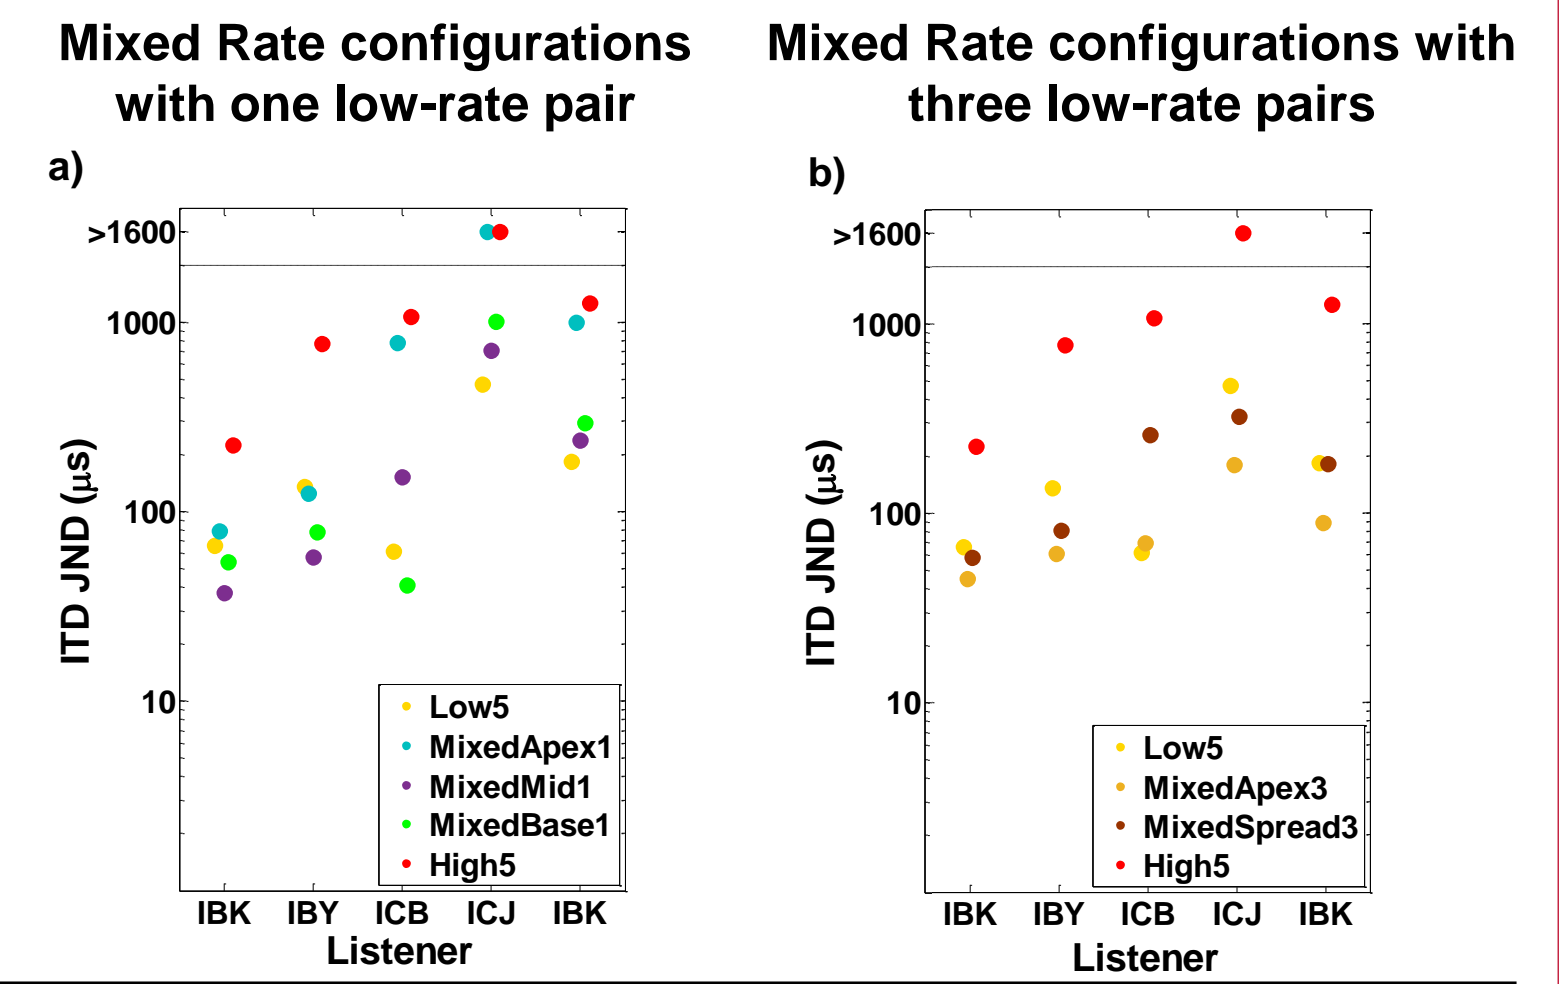 Mixed Rate configurations
with one low-rate pair
Mixed Rate configurations with
three low-rate pairs
a)
>1600
1000
100
10
ITD JND (μs)
Low5
MixedApex1
MixedMid1
MixedBase1
High5
IBK IBY ICB ICJ IBK
Listener
b)
>1600
1000
100
10
ITD JND (μs)
Low5
MixedApex3
MixedSpread3
High5
IBK IBY ICB ICJ IBK
Listener